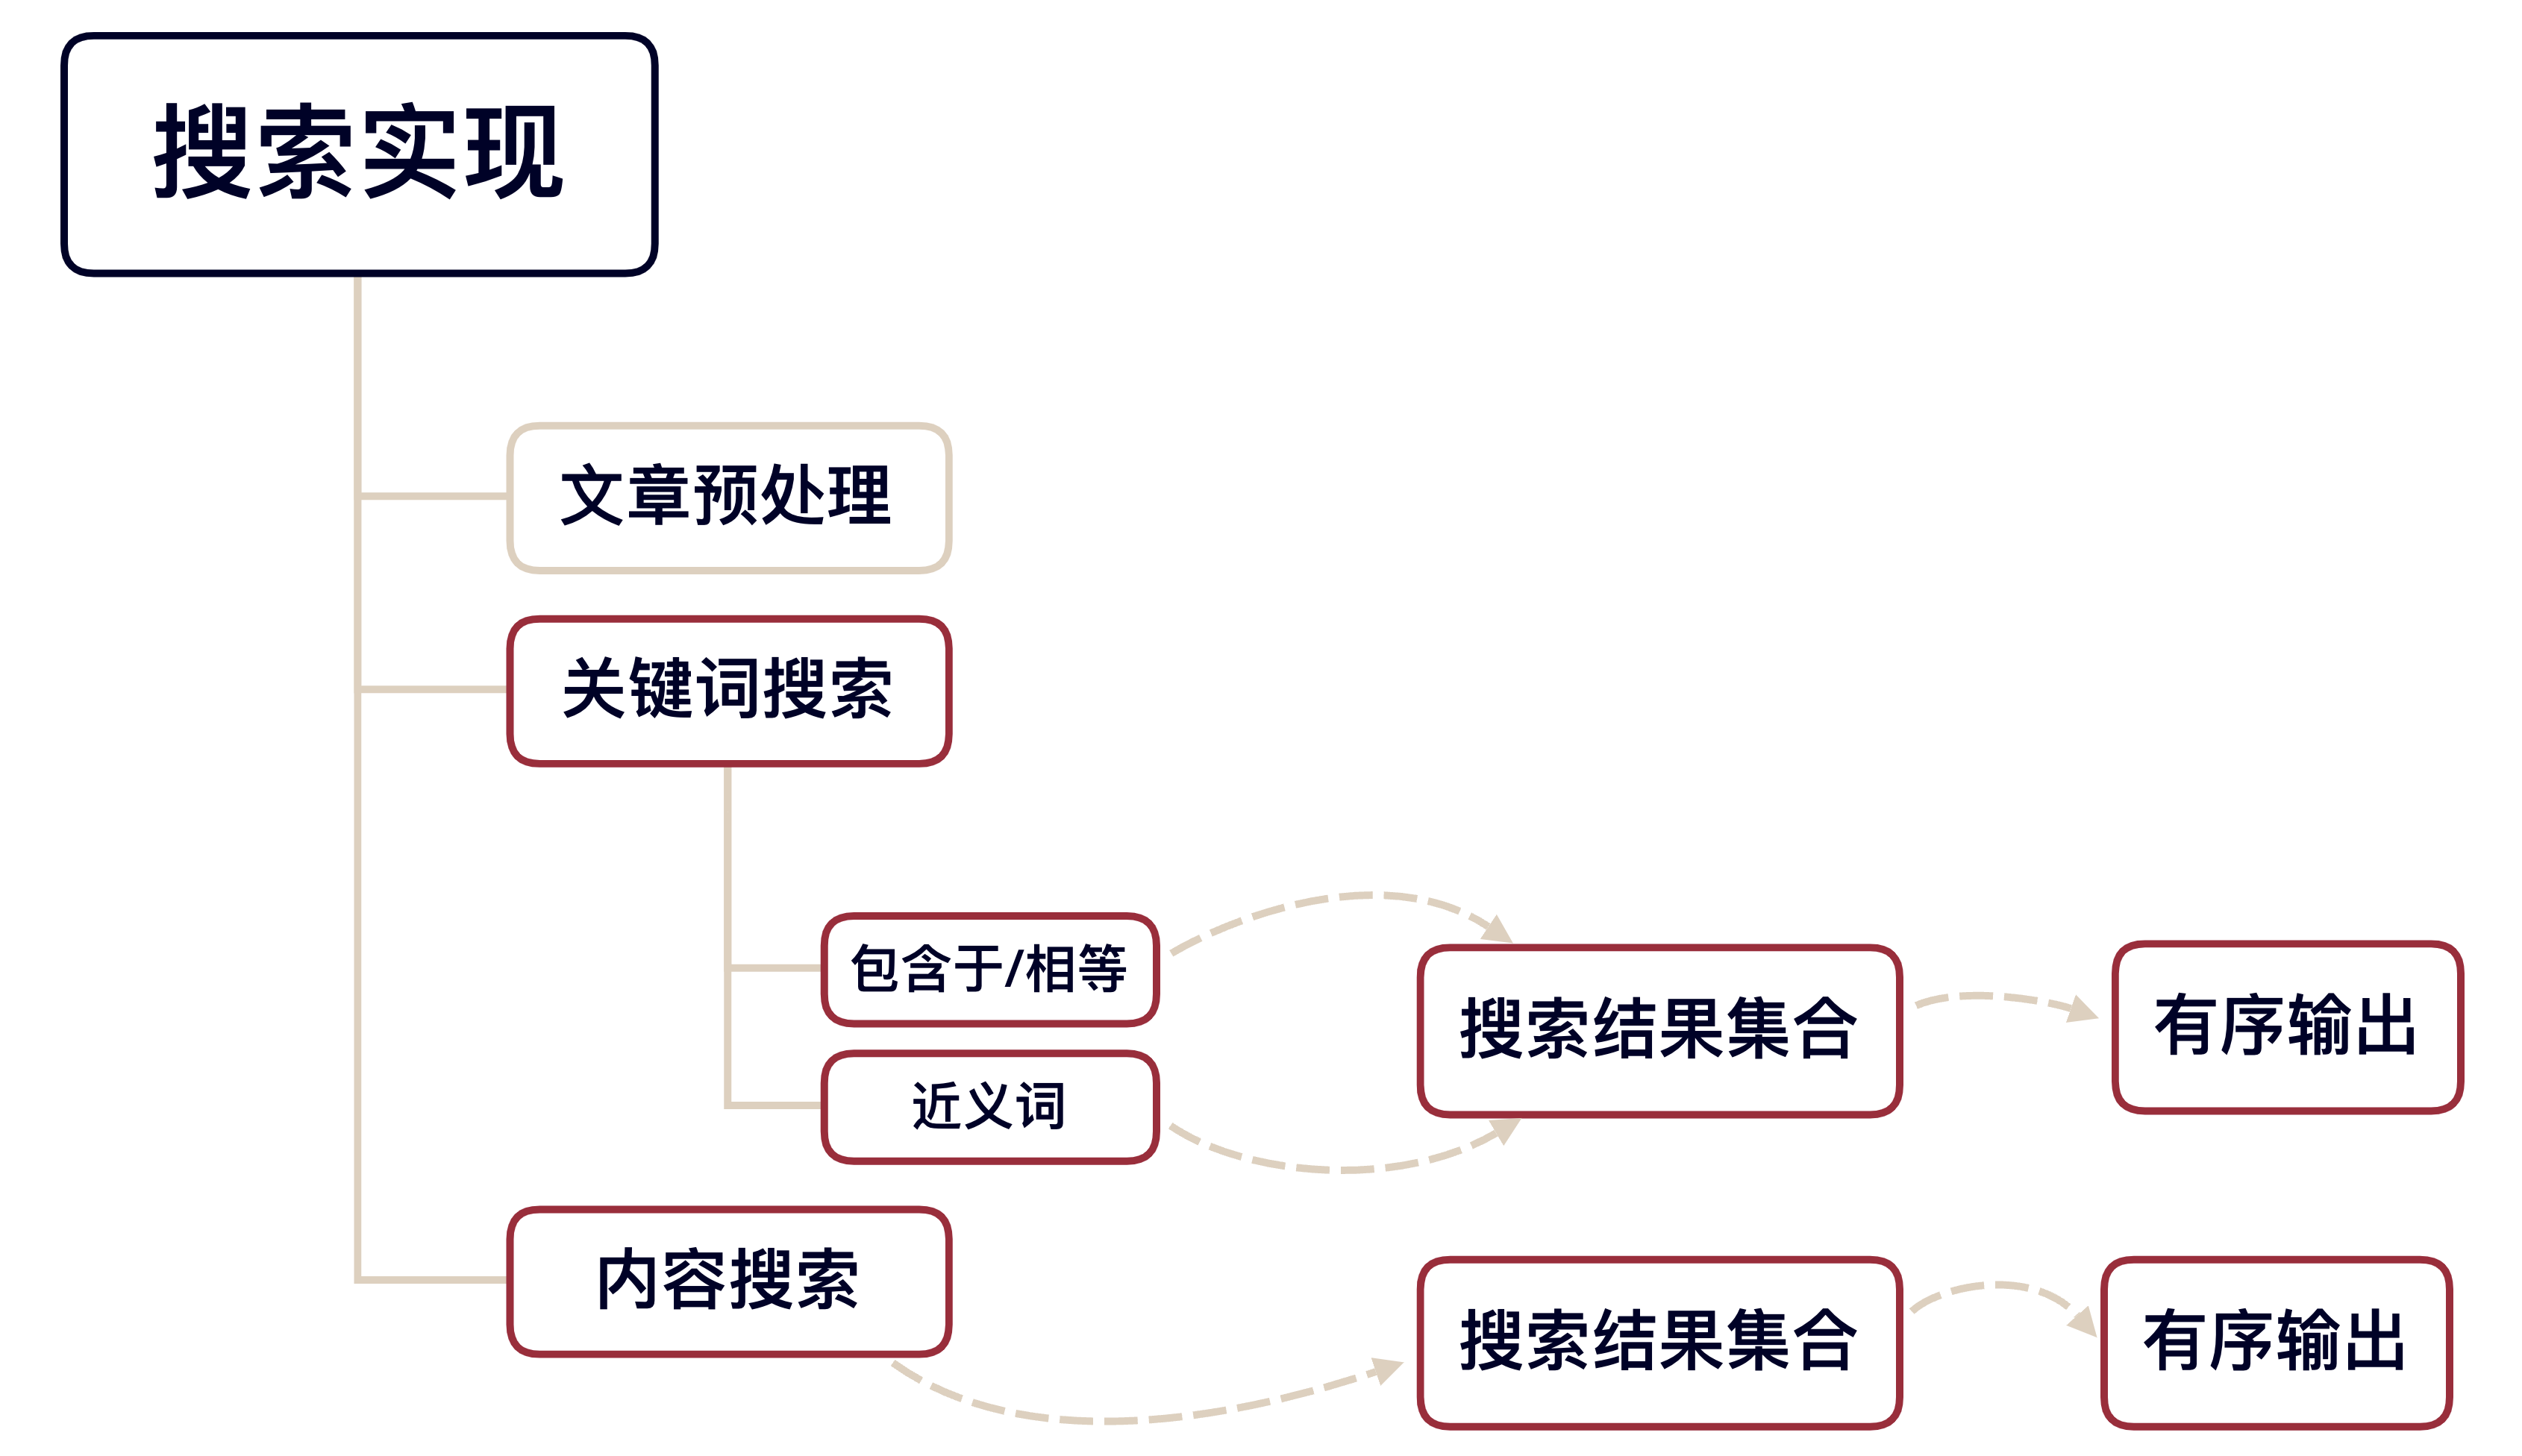 搜索实现
文章预处理
关键词搜索
包含于/相等
近义词
搜索结果集合
有序输出
内容搜索
搜索结果集合
有序输出